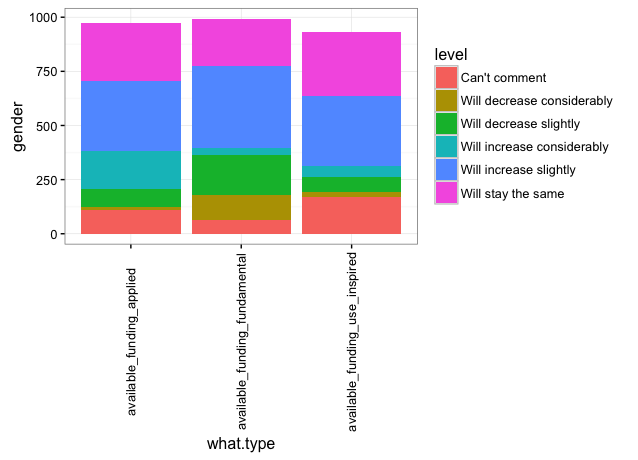 1000
750
500
250
0
gender
available_funding_applied
available_funding_fundamental
available_funding_use_inspired
what.type
level
Can't comment
Will decrease considerably
Will decrease slightly
Will increase considerably
Will increase slightly
Will stay the same